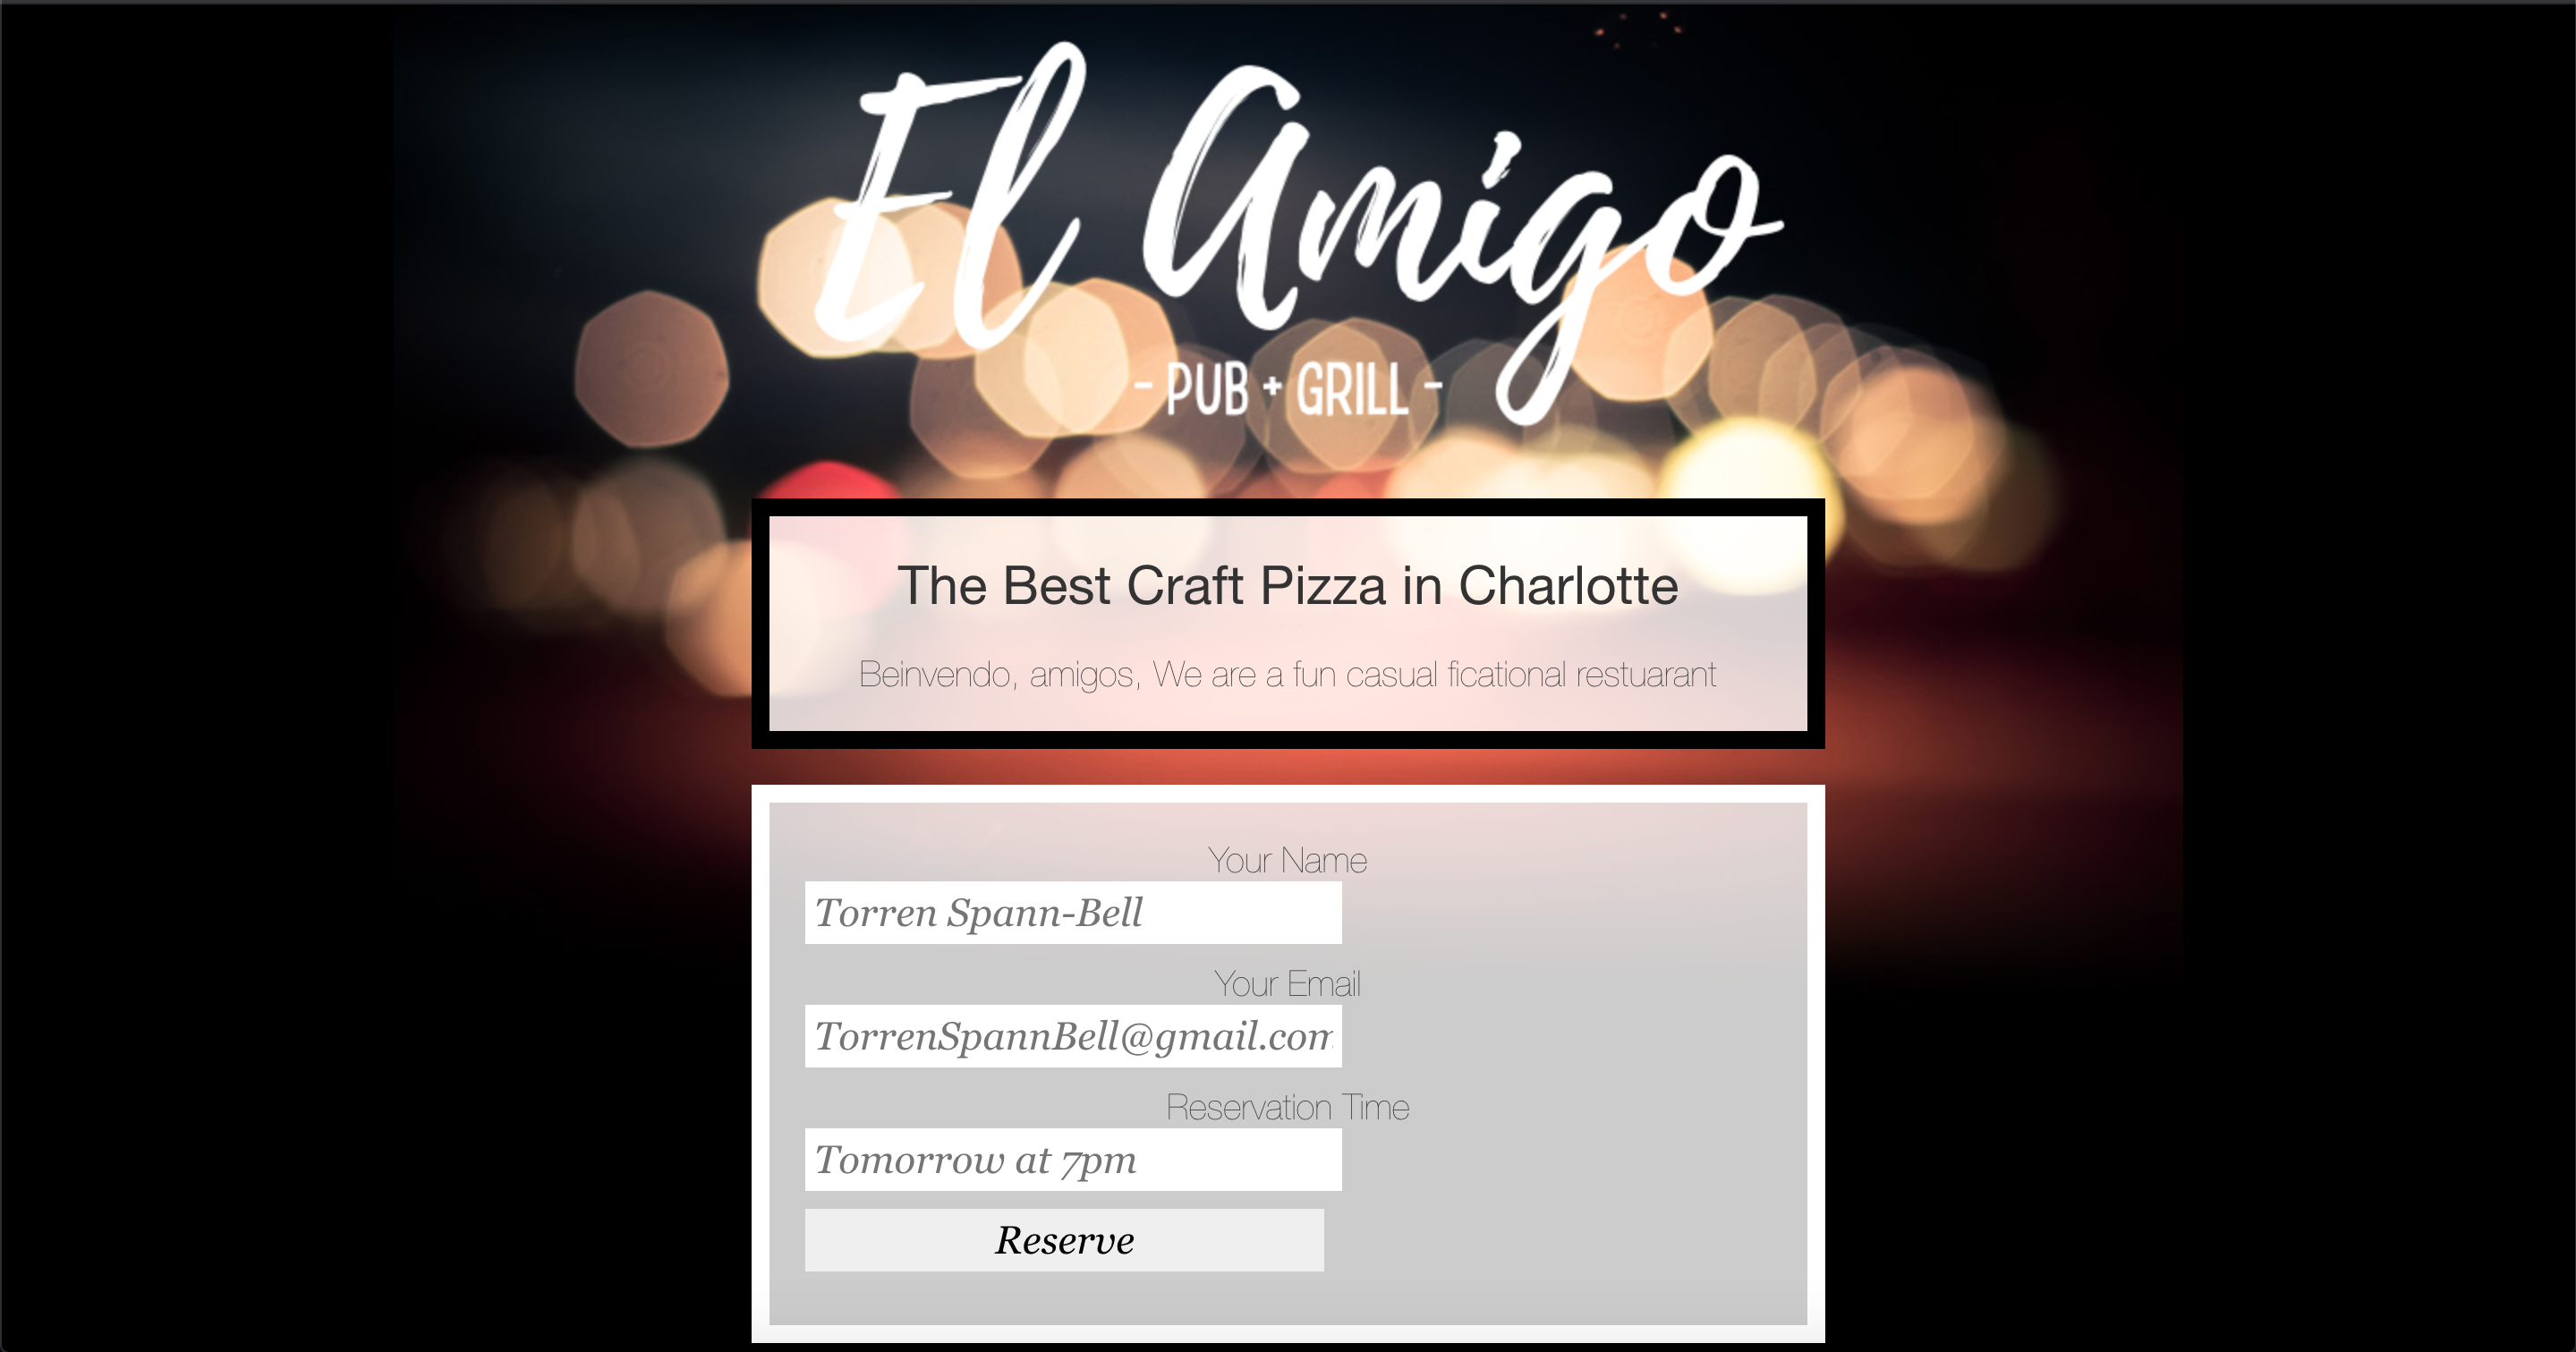 El Amigo
- PUB + GRILL -
The Best Craft Pizza in Charlotte
Beinvendo, amigos, We are a fun casual ficational restuarant
Your Name
Torren Spann-Bell
Your Email
TorrenSpannBell@gmail.com
Reservation Time
Tomorrow at 7pm
Reserve